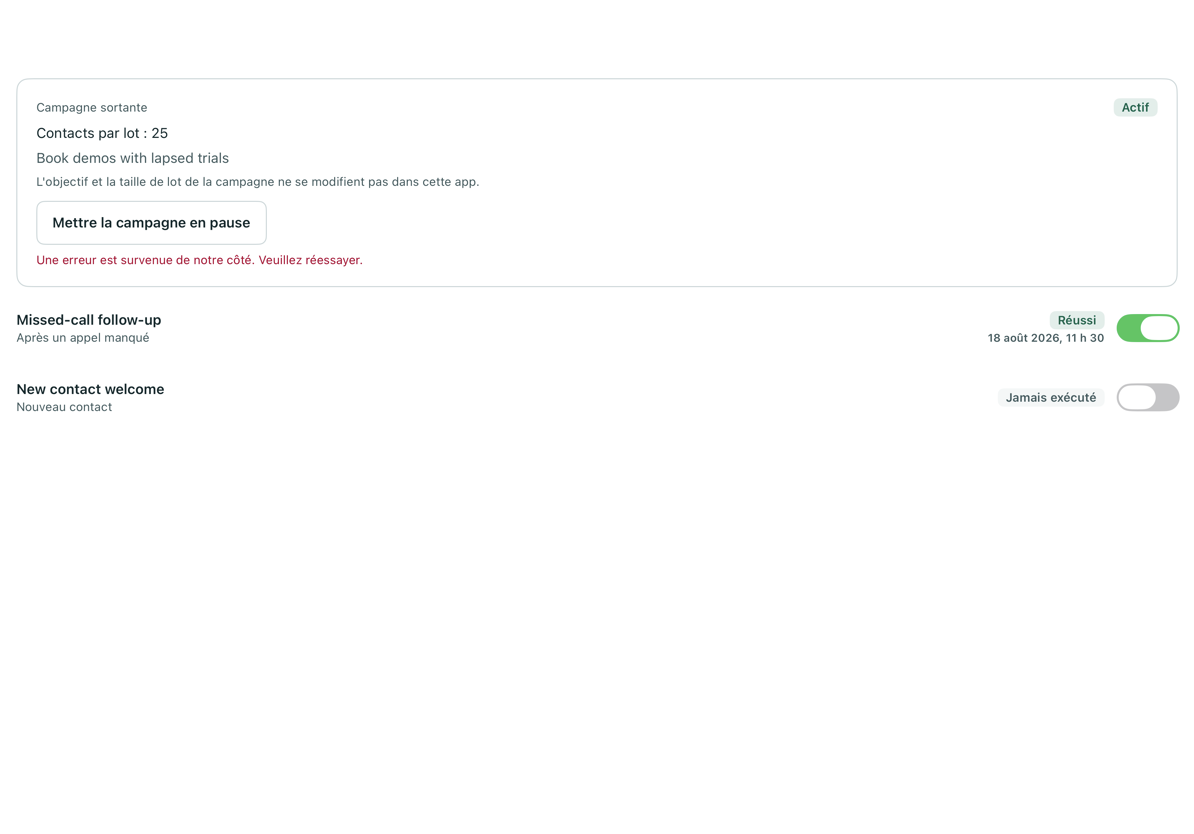 Campagne sortante
Actif
Contacts par lot : 25
Book demos with lapsed trials
L'objectif et la taille de lot de la campagne ne se modifient pas dans cette app.
Mettre la campagne en pause
Une erreur est survenue de notre côté. Veuillez réessayer.
Missed-call follow-up
Après un appel manqué
Réussi
18 août 2026, 11 h 30
New contact welcome
Nouveau contact
Jamais exécuté